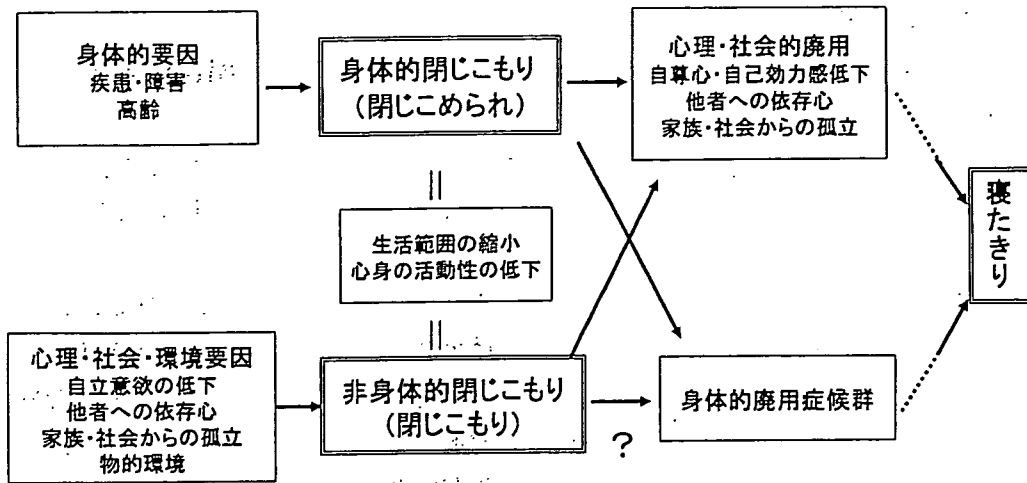 身体的要因
疾患・障害
高齢
身体的閉じこもり
(閉じこめられ)
心理・社会的廃用
自尊心・自己効力感低下
他者への依存心
家族・社会からの孤立
生活範囲の縮小
心身の活動性の低下
寝たきり
心理・社会・環境要因
自立意欲の低下
他者への依存心
家族・社会からの孤立
物的環境
非身体的閉じこもり
(閉じこもり)
?
身体的廃用症候群